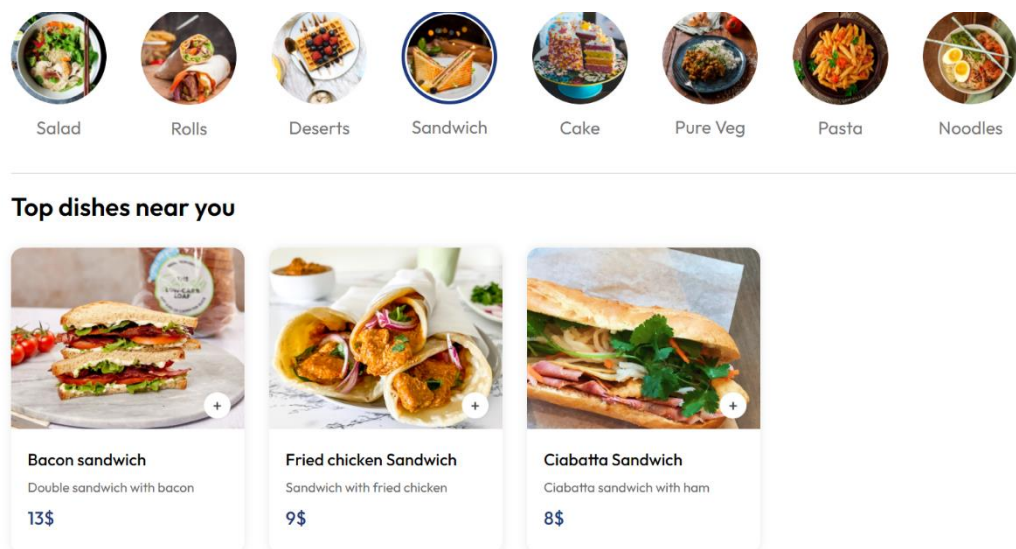 Salad
Rolls
Deserts
Sandwich
Cake
Pure Veg
Pasta
Noodles
Top dishes near you
LOAF
+
+
+
Bacon sandwich
Fried chicken Sandwich
Ciabatta Sandwich
Double sandwich with bacon
Sandwich with fried chicken
Ciabatta sandwich with ham
13$
9$
8$